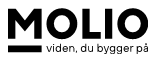 MOLIO
viden, du bygger på